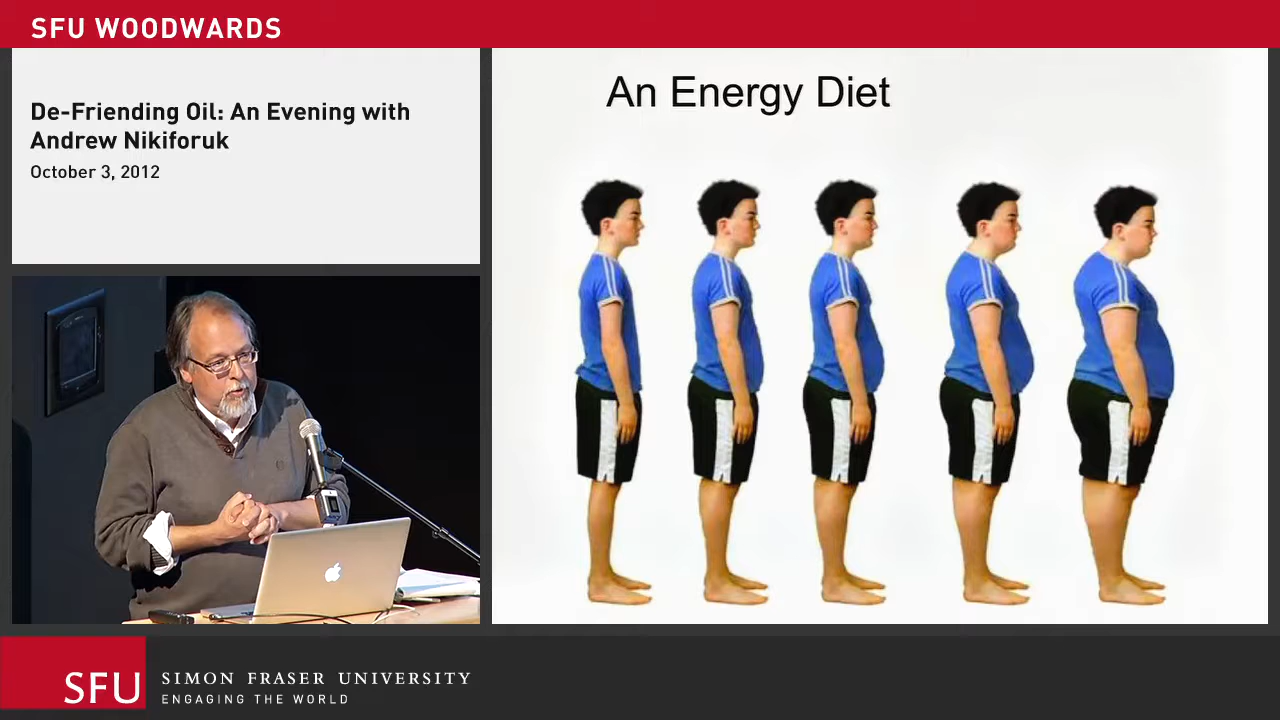 SFU WOODWARDS
De-Friending Oil: An Evening with
Andrew Nikiforuk
October 3, 2012
An Energy Diet
SFU
SIMON FRASER UNIVERSITY
ENGAGING THE WORLD